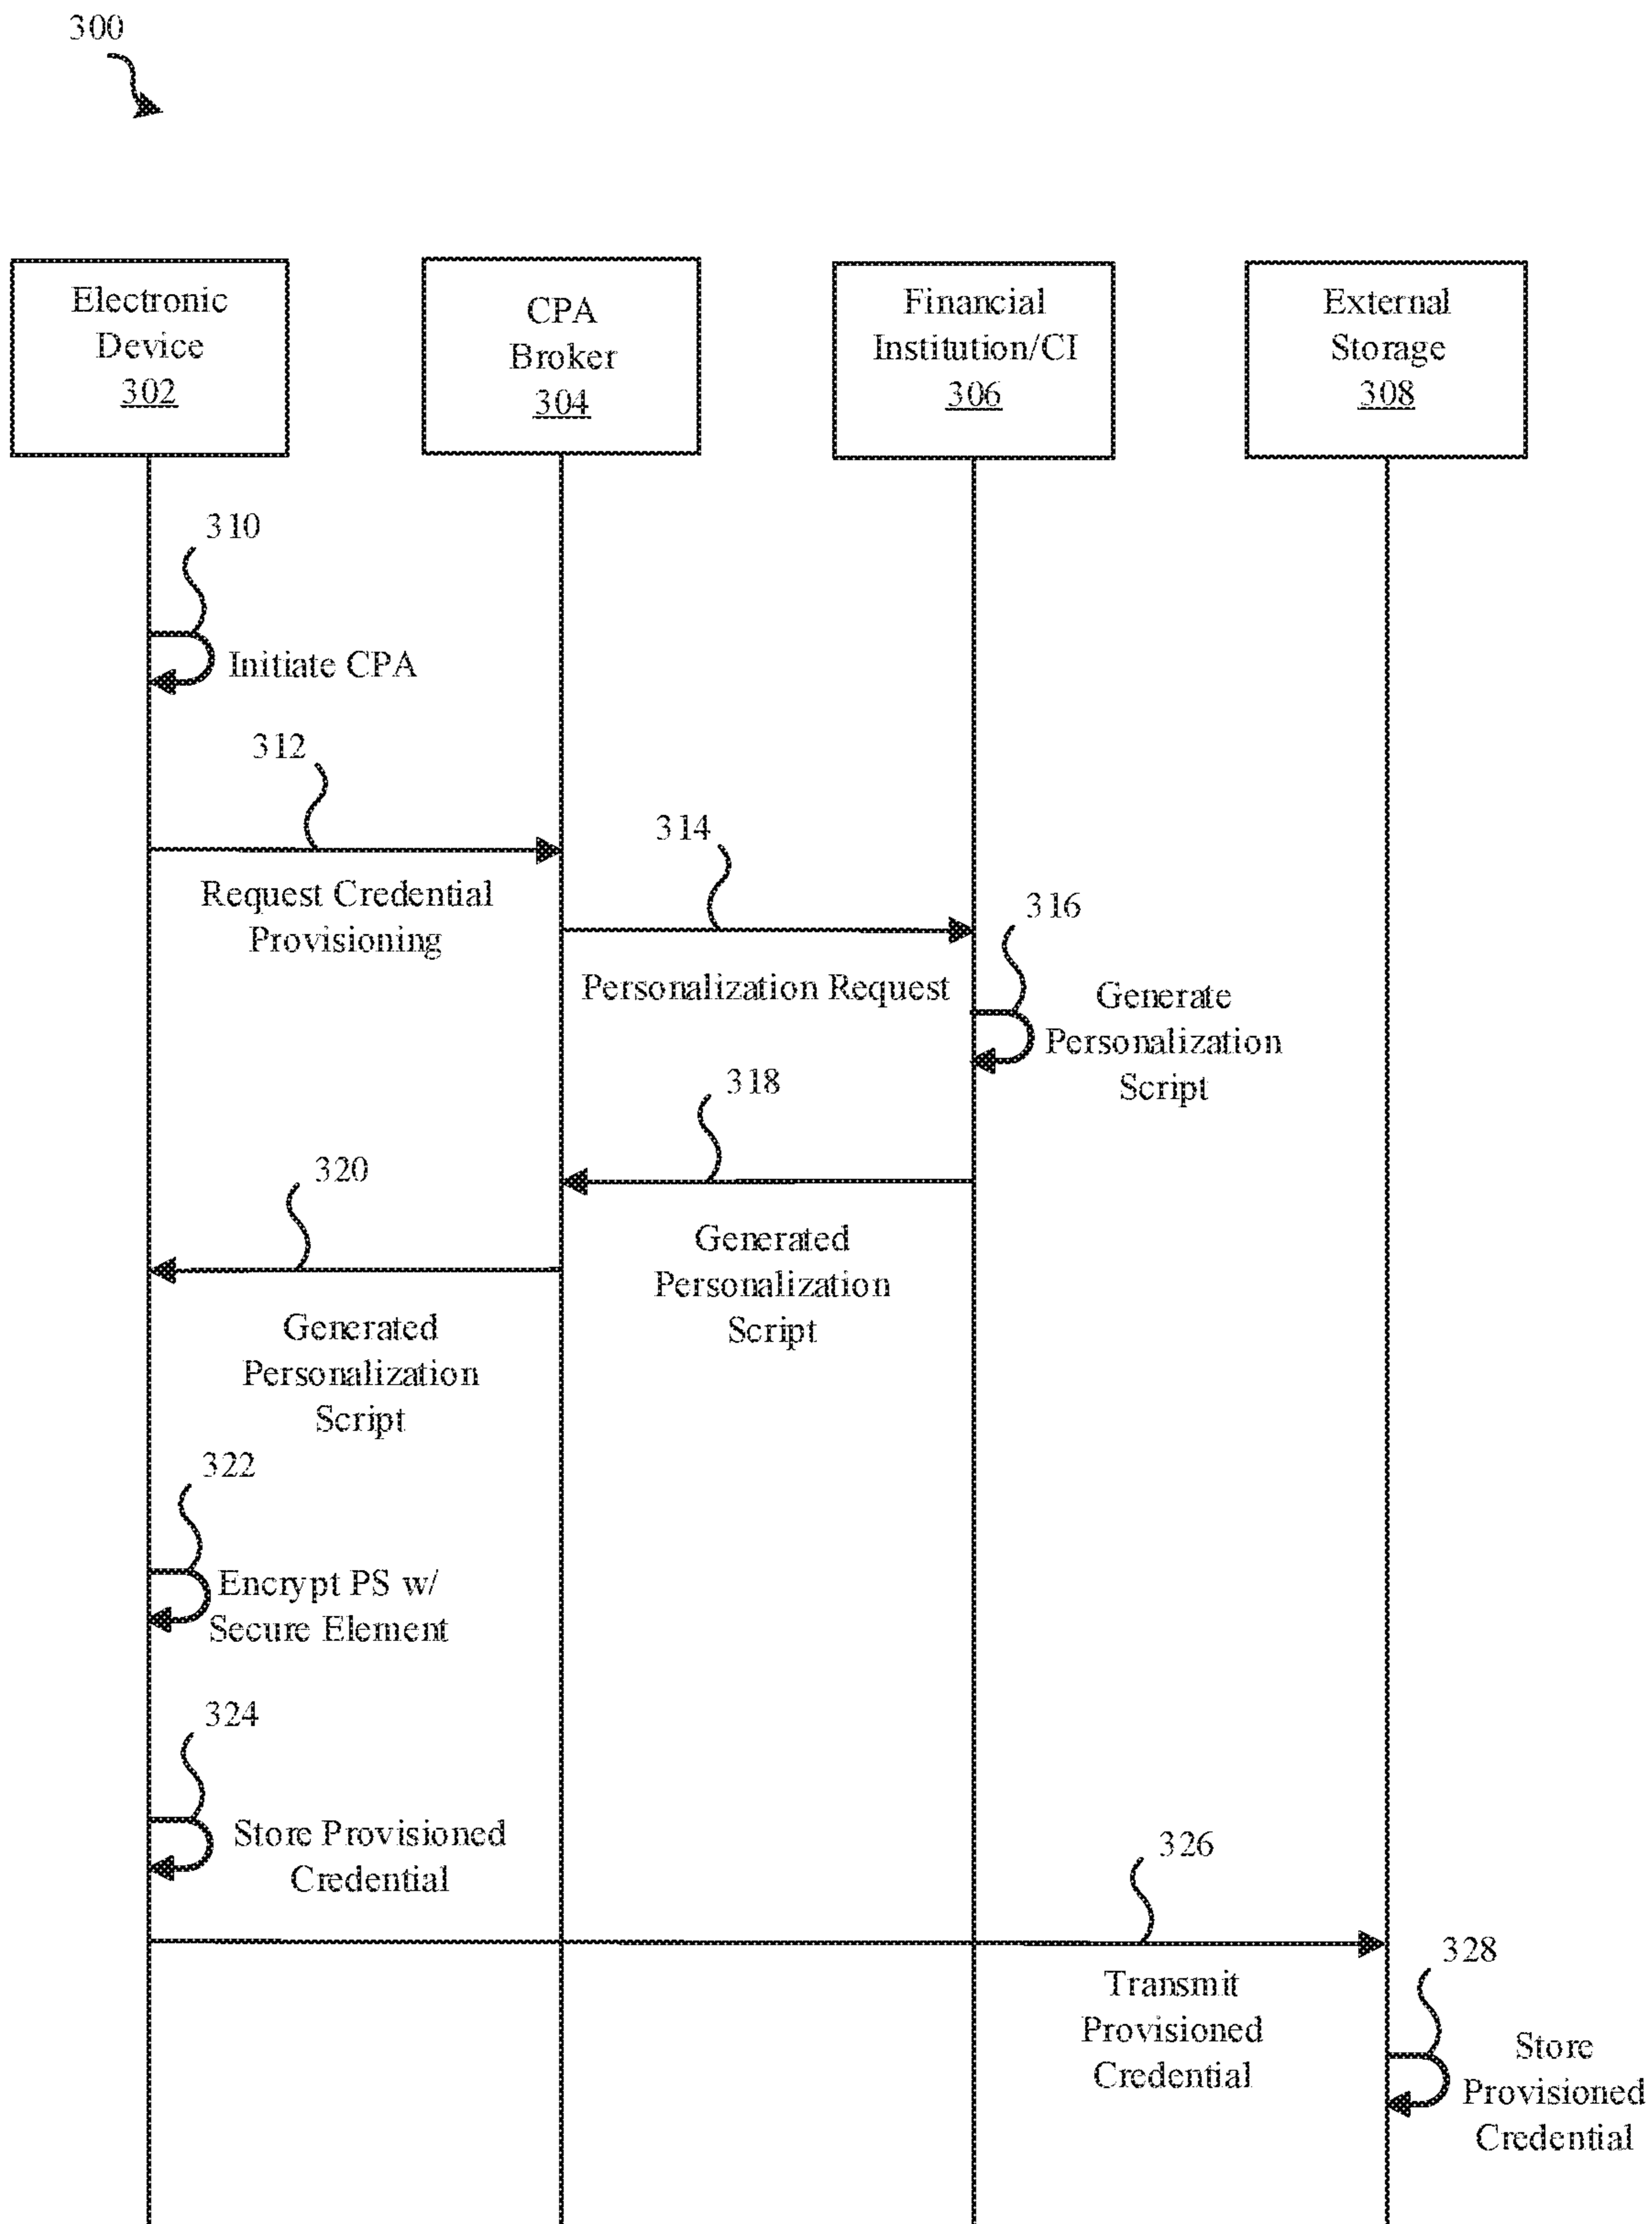 300
Electronic
Device
302
CPA
Broker
304
Financial
Institution/CI
306
External
Storage
308
310
Initiate CPA
312
Request Credential
Provisioning
314
Personalization Request
316
Generate
Personalization
Script
318
Generated
Personalization
Script
320
Generated
Personalization
Script
322
Encrypt PS w/
Secure Element
324
Store Provisioned
Credential
326
Transmit
Provisioned
Credential
328
Store
Provisioned
Credential